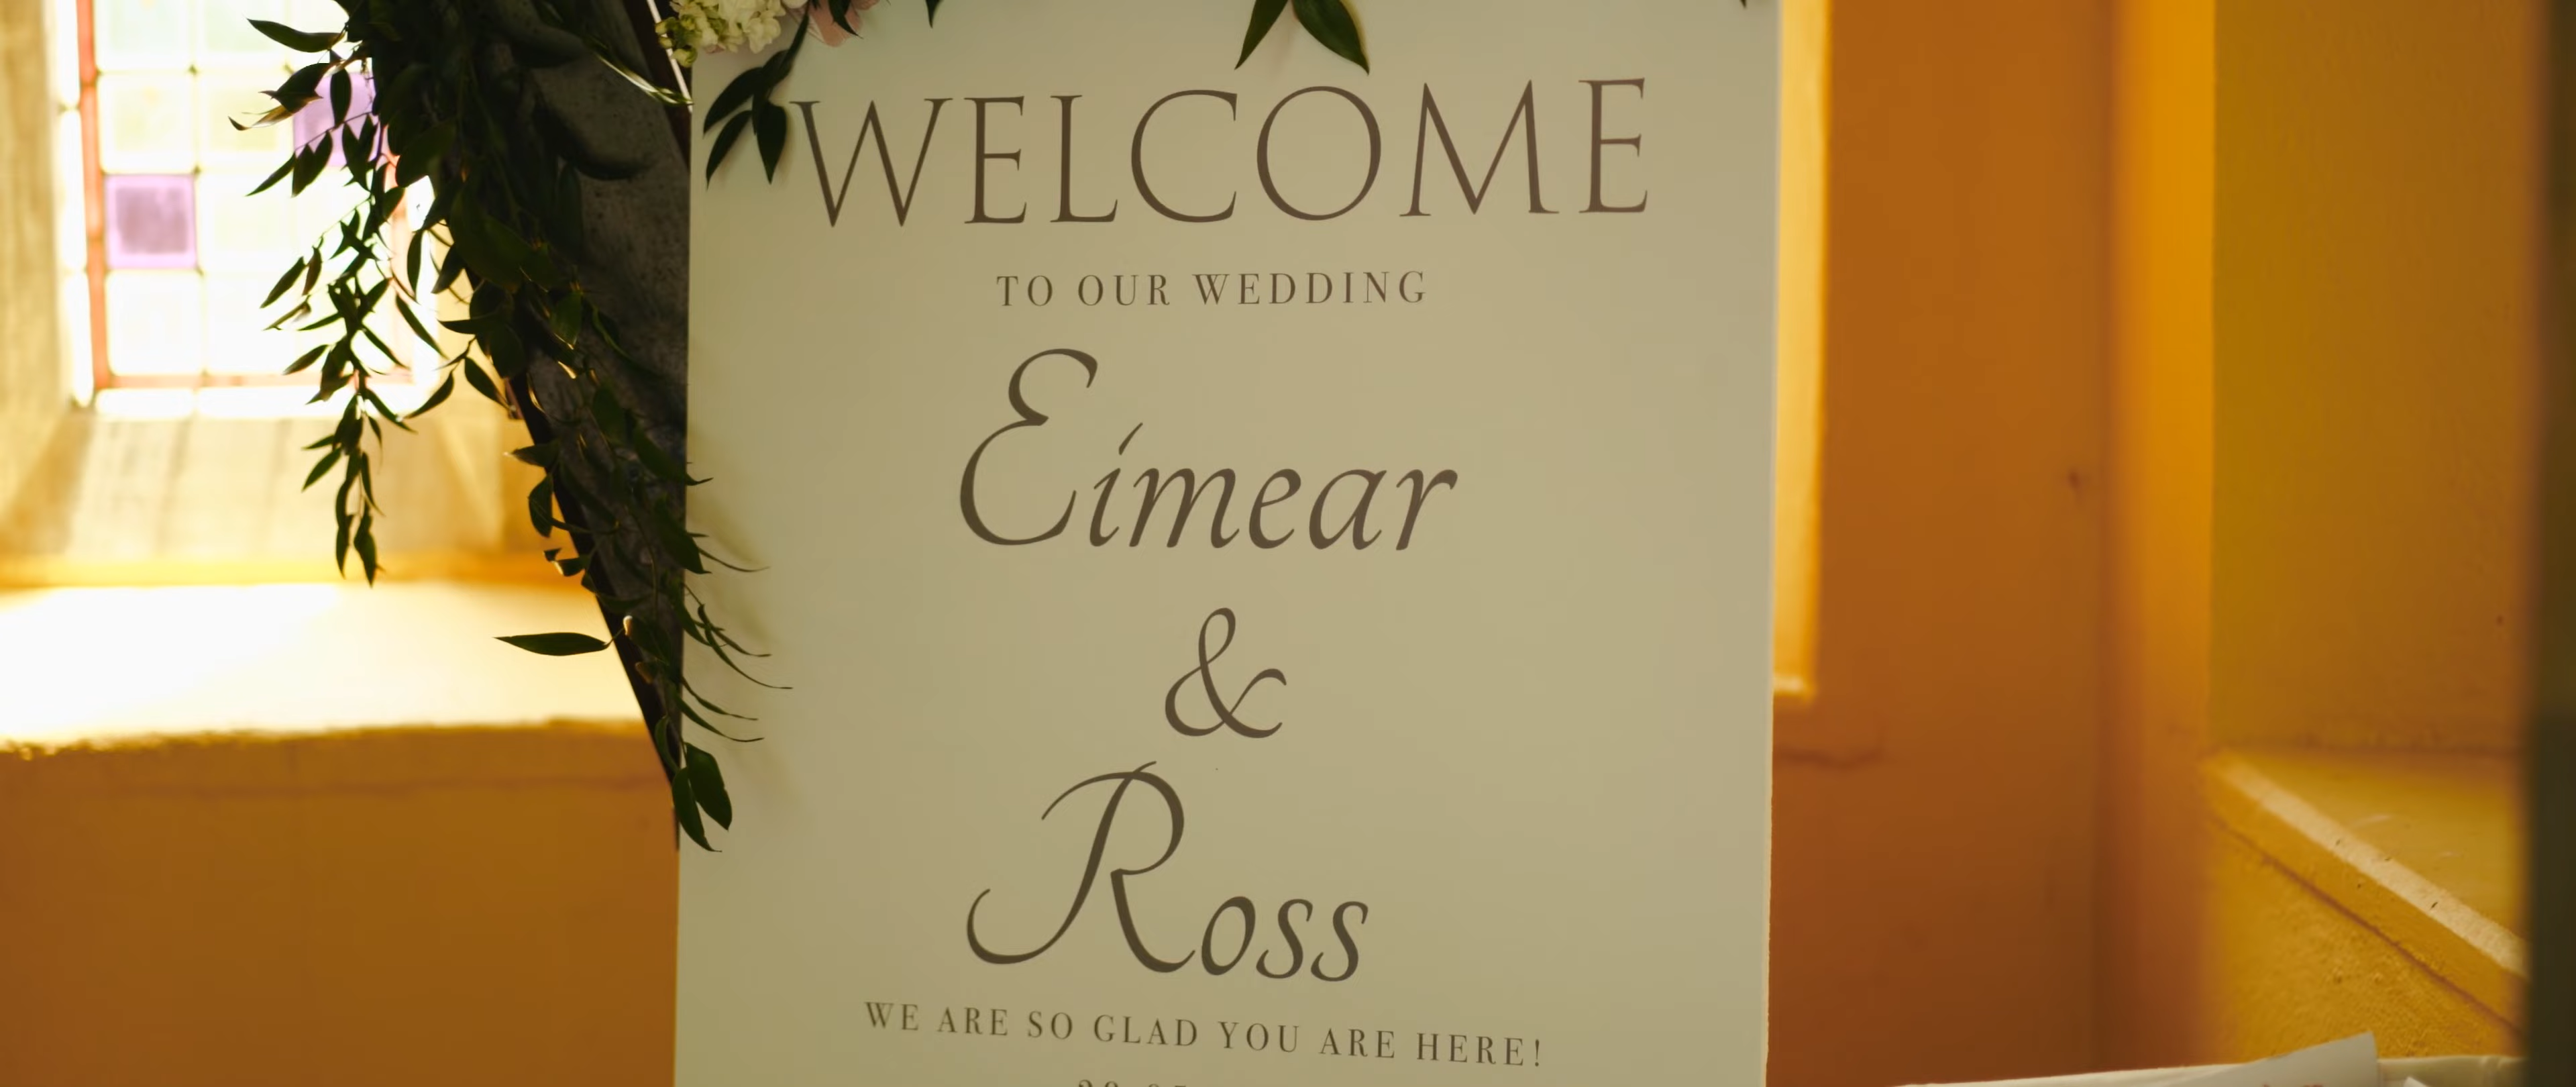 WELCOME
TO OUR WEDDING
Eimear
&
Ross
WE ARE SO GLAD YOU ARE HERE!